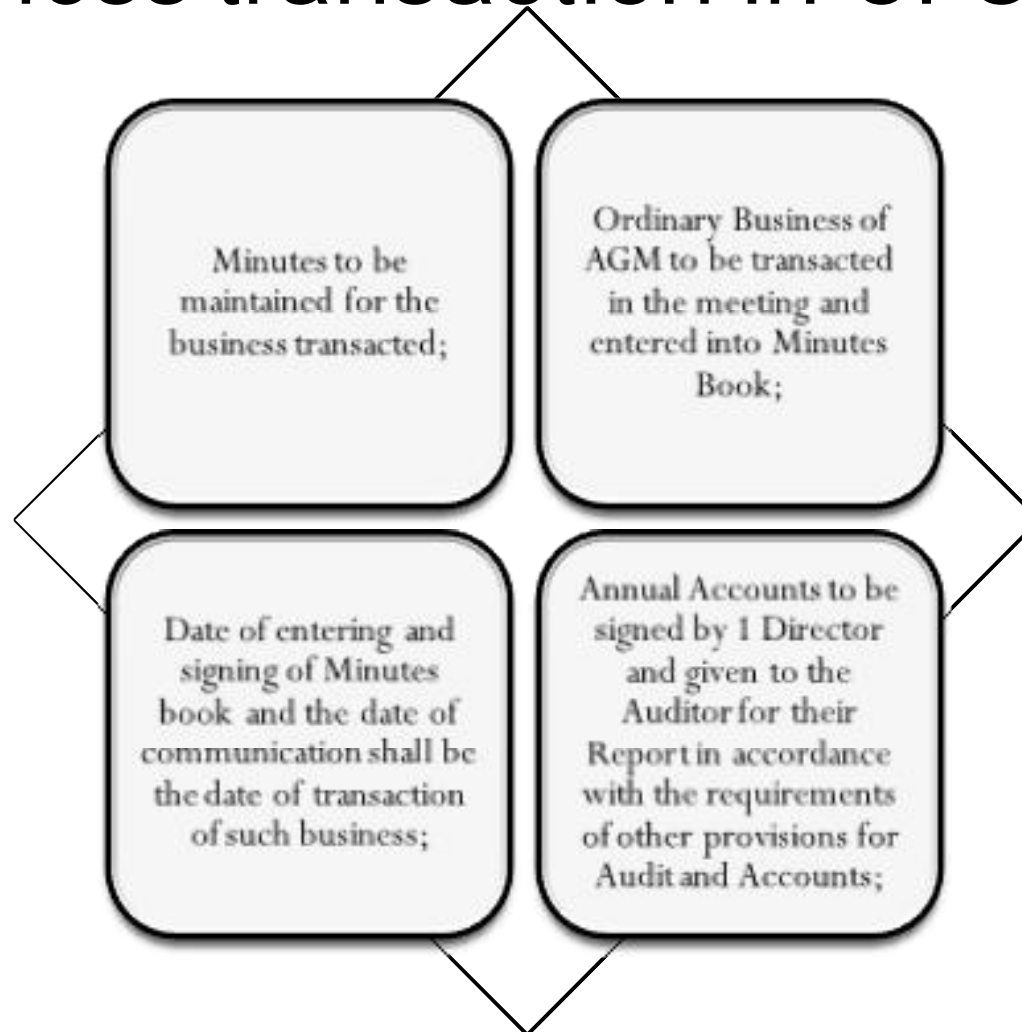 transaction in
Minutes to be
maintained for the
business transacted;
Ordinary Business of
AGM to be transacted
in the meeting and
entered into Minutes
Book;
Date of entering and
signing of Minutes
book and the date of
communication shall be
the date of transaction
of such business;
Annual Accounts to be
signed by 1 Director
and given to the
Auditor for their
Report in accordance
with the requirements
of other provisions for
Audit and Accounts;